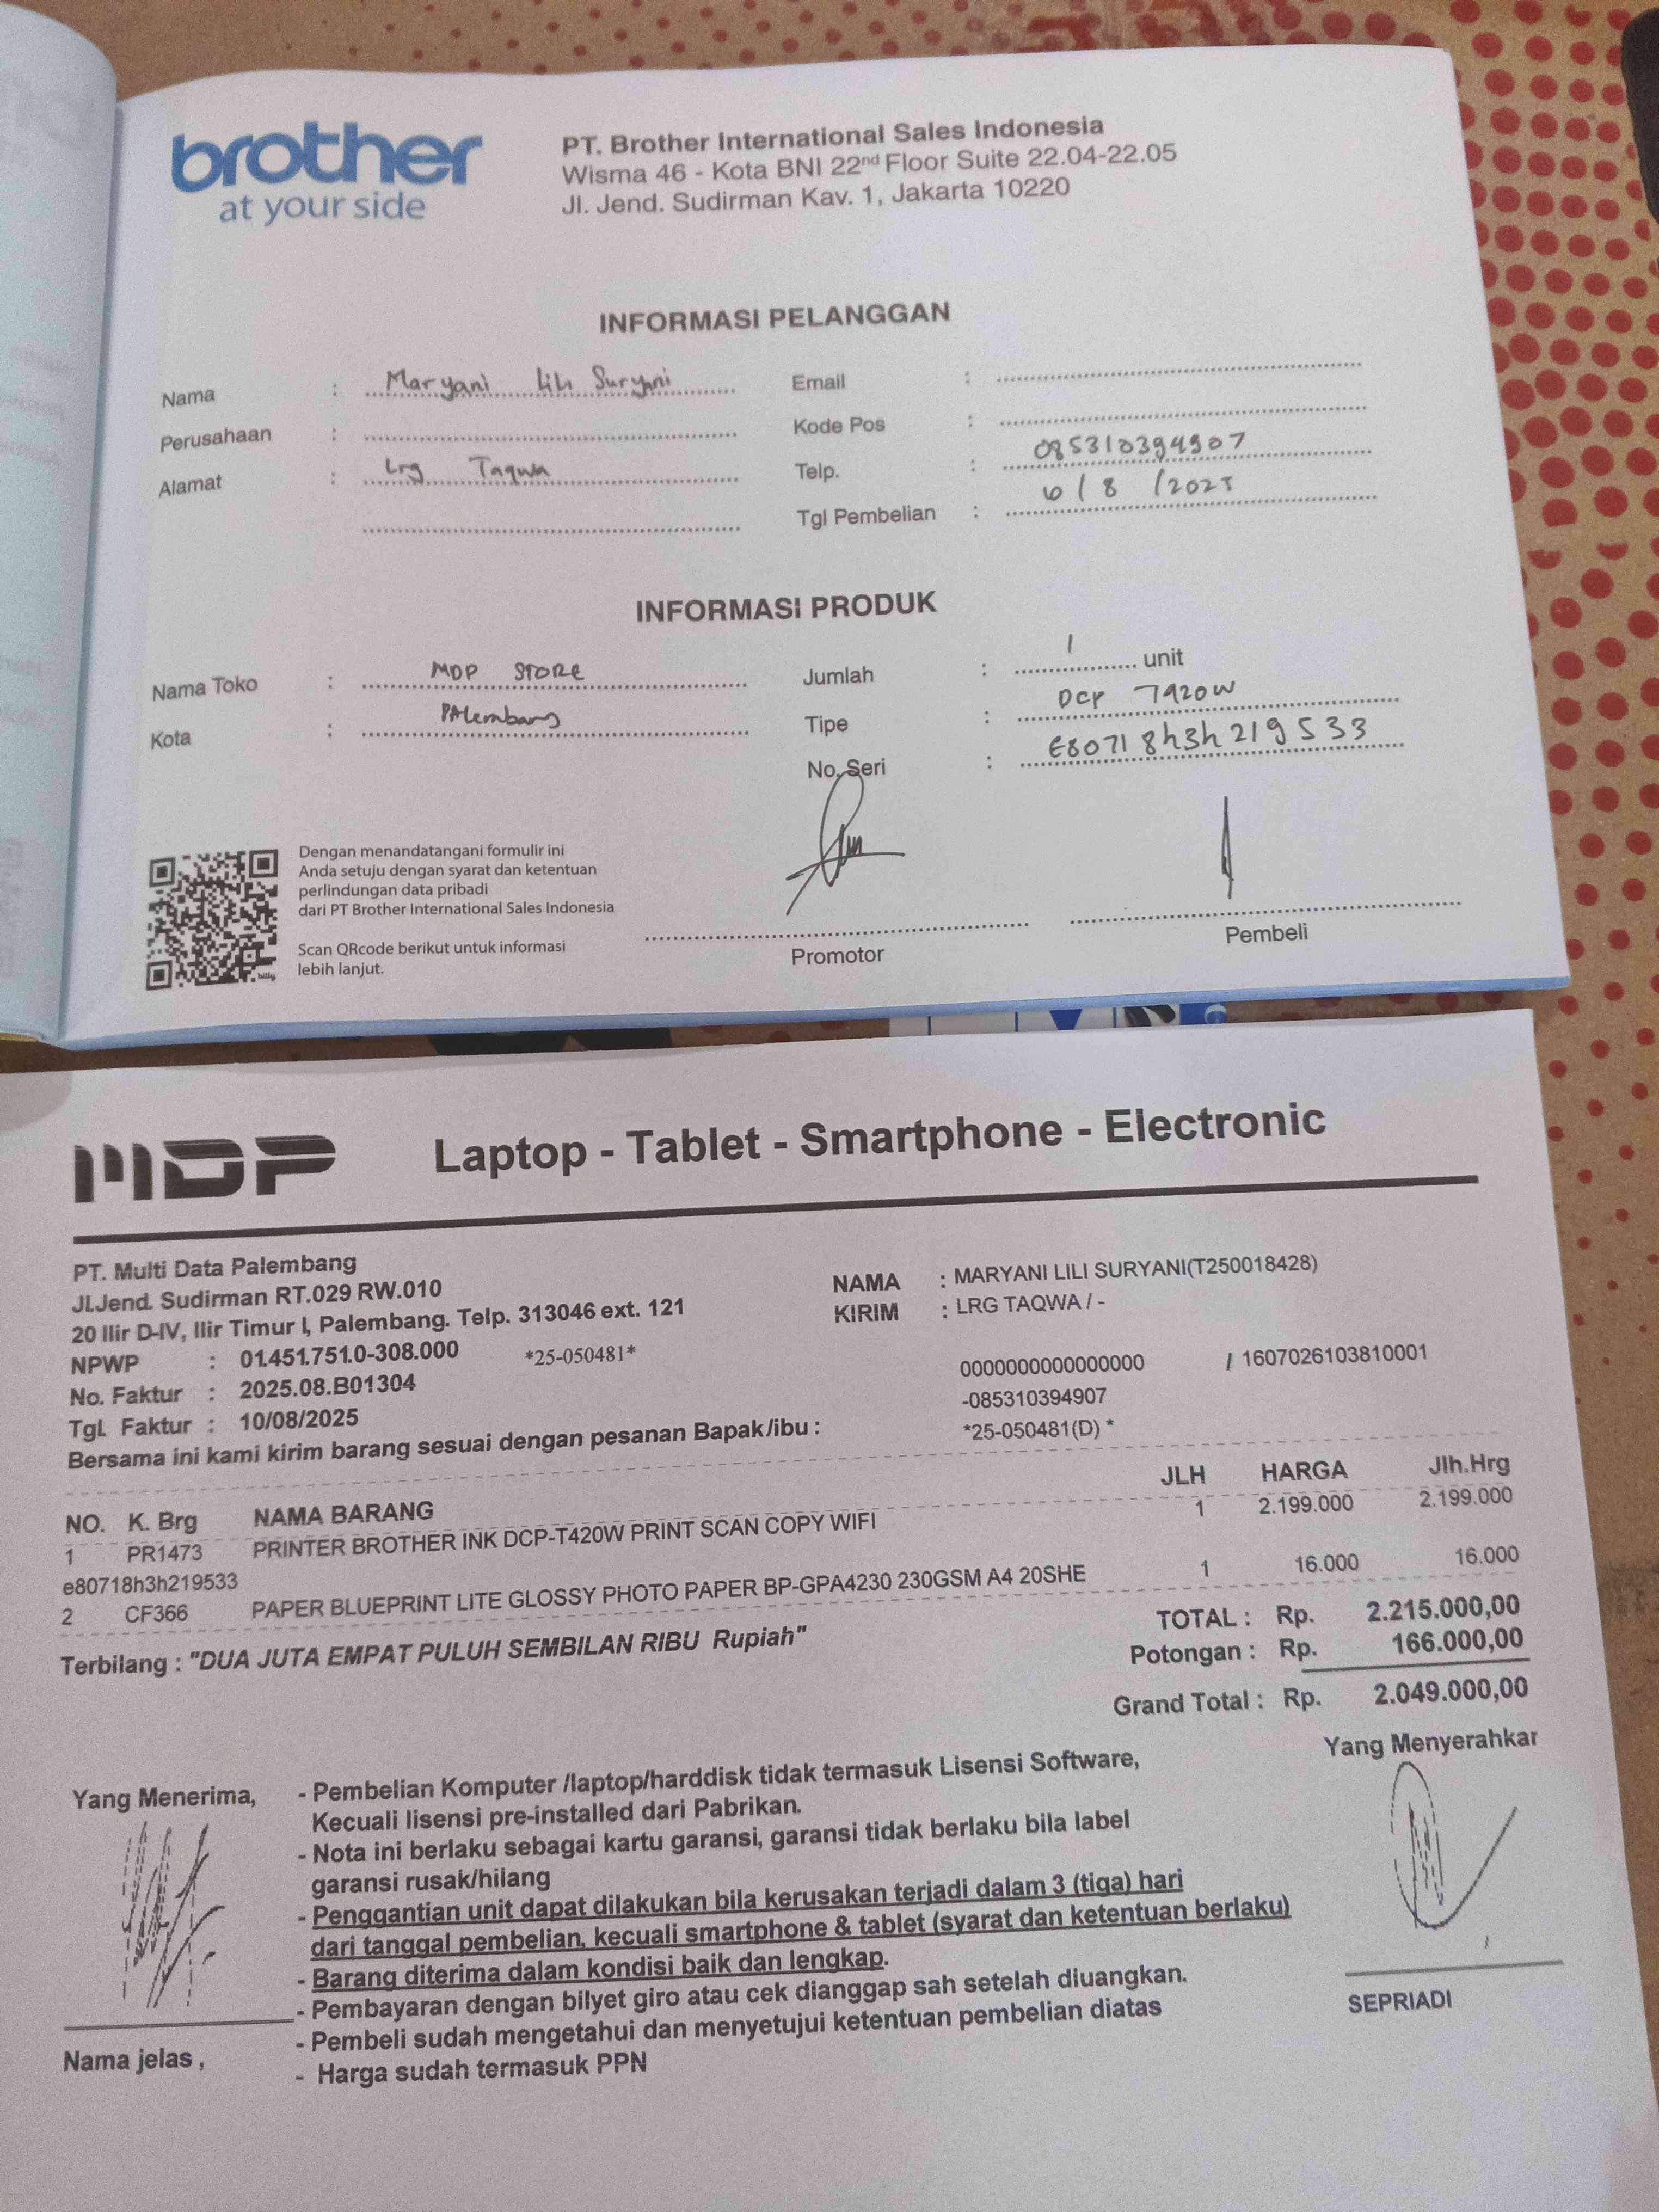 brother
at your side
PT. Brother International Sales Indonesia
Wisma 46 - Kota BNI 22nd Floor Suite 22.04-22.05
Jl. Jend. Sudirman Kav. 1, Jakarta 10220
INFORMASI PELANGGAN
Nama : Maryani Lili Suryani
Perusahaan :
Alamat : Lrg Taqwa
Email :
Kode Pos :
Telp. : 085310394907
Tgl Pembelian : 10/8/2025
INFORMASI PRODUK
Nama Toko : MDP STORE
Kota : PAlembang
Jumlah : 1 unit
Tipe : DCP T420W
No. Seri : E80718h3h219533
Dengan menandatangani formulir ini
Anda setuju dengan syarat dan ketentuan
perlindungan data pribadi
dari PT Brother International Sales Indonesia
Scan QRcode berikut untuk informasi
lebih lanjut.
Promotor
Pembeli
MDP
Laptop - Tablet - Smartphone - Electronic
PT. Multi Data Palembang
Jl.Jend. Sudirman RT.029 RW.010
20 Ilir D-IV, Ilir Timur I, Palembang. Telp. 313046 ext. 121
NPWP : 01.451.751.0-308.000 *25-050481*
No. Faktur : 2025.08.B01304
Tgl. Faktur : 10/08/2025
NAMA : MARYANI LILI SURYANI(T250018428)
KIRIM : LRG TAQWA / -
0000000000000000 / 1607026103810001
-085310394907
*25-050481(D) *
Bersama ini kami kirim barang sesuai dengan pesanan Bapak/ibu :
NO. K. Brg NAMA BARANG JLH HARGA Jlh.Hrg
1 PR1473 PRINTER BROTHER INK DCP-T420W PRINT SCAN COPY WIFI 1 2.199.000 2.199.000
e80718h3h219533
2 CF366 PAPER BLUEPRINT LITE GLOSSY PHOTO PAPER BP-GPA4230 230GSM A4 20SHE 1 16.000 16.000
Terbilang : "DUA JUTA EMPAT PULUH SEMBILAN RIBU Rupiah"
TOTAL : Rp. 2.215.000,00
Potongan : Rp. 166.000,00
Grand Total : Rp. 2.049.000,00
Yang Menerima,
Yang Menyerahkar
- Pembelian Komputer /laptop/harddisk tidak termasuk Lisensi Software,
Kecuali lisensi pre-installed dari Pabrikan.
- Nota ini berlaku sebagai kartu garansi, garansi tidak berlaku bila label
garansi rusak/hilang
- Penggantian unit dapat dilakukan bila kerusakan terjadi dalam 3 (tiga) hari
dari tanggal pembelian, kecuali smartphone & tablet (syarat dan ketentuan berlaku)
- Barang diterima dalam kondisi baik dan lengkap.
- Pembayaran dengan bilyet giro atau cek dianggap sah setelah diuangkan.
- Pembeli sudah mengetahui dan menyetujui ketentuan pembelian diatas
- Harga sudah termasuk PPN
Nama jelas ,
SEPRIADI